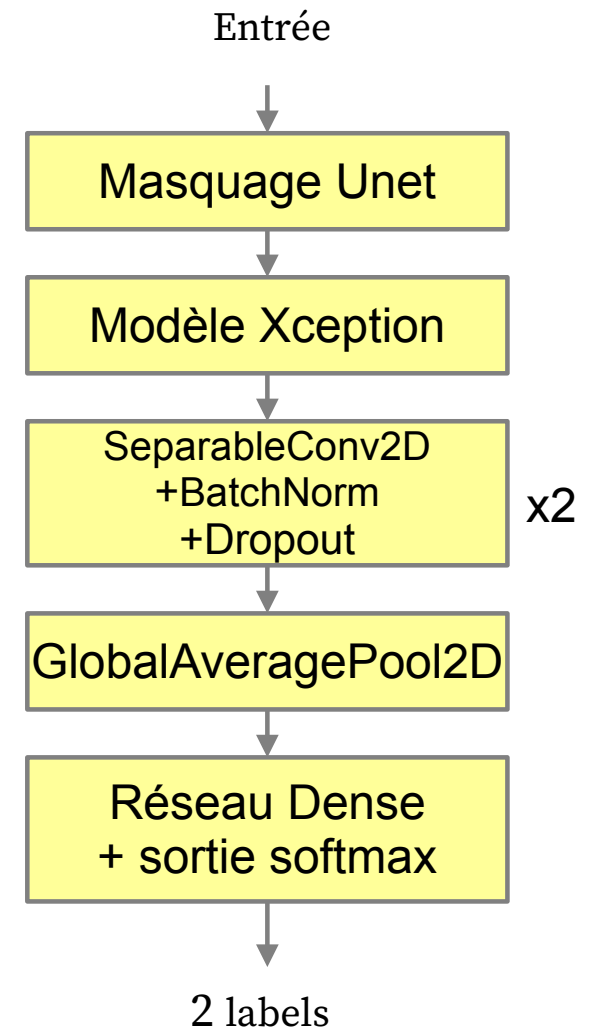 Entrée
Masquage Unet
Modèle Xception
SeparableConv2D
+BatchNorm
+Dropout
x2
GlobalAveragePool2D
Réseau Dense
+ sortie softmax
2 labels